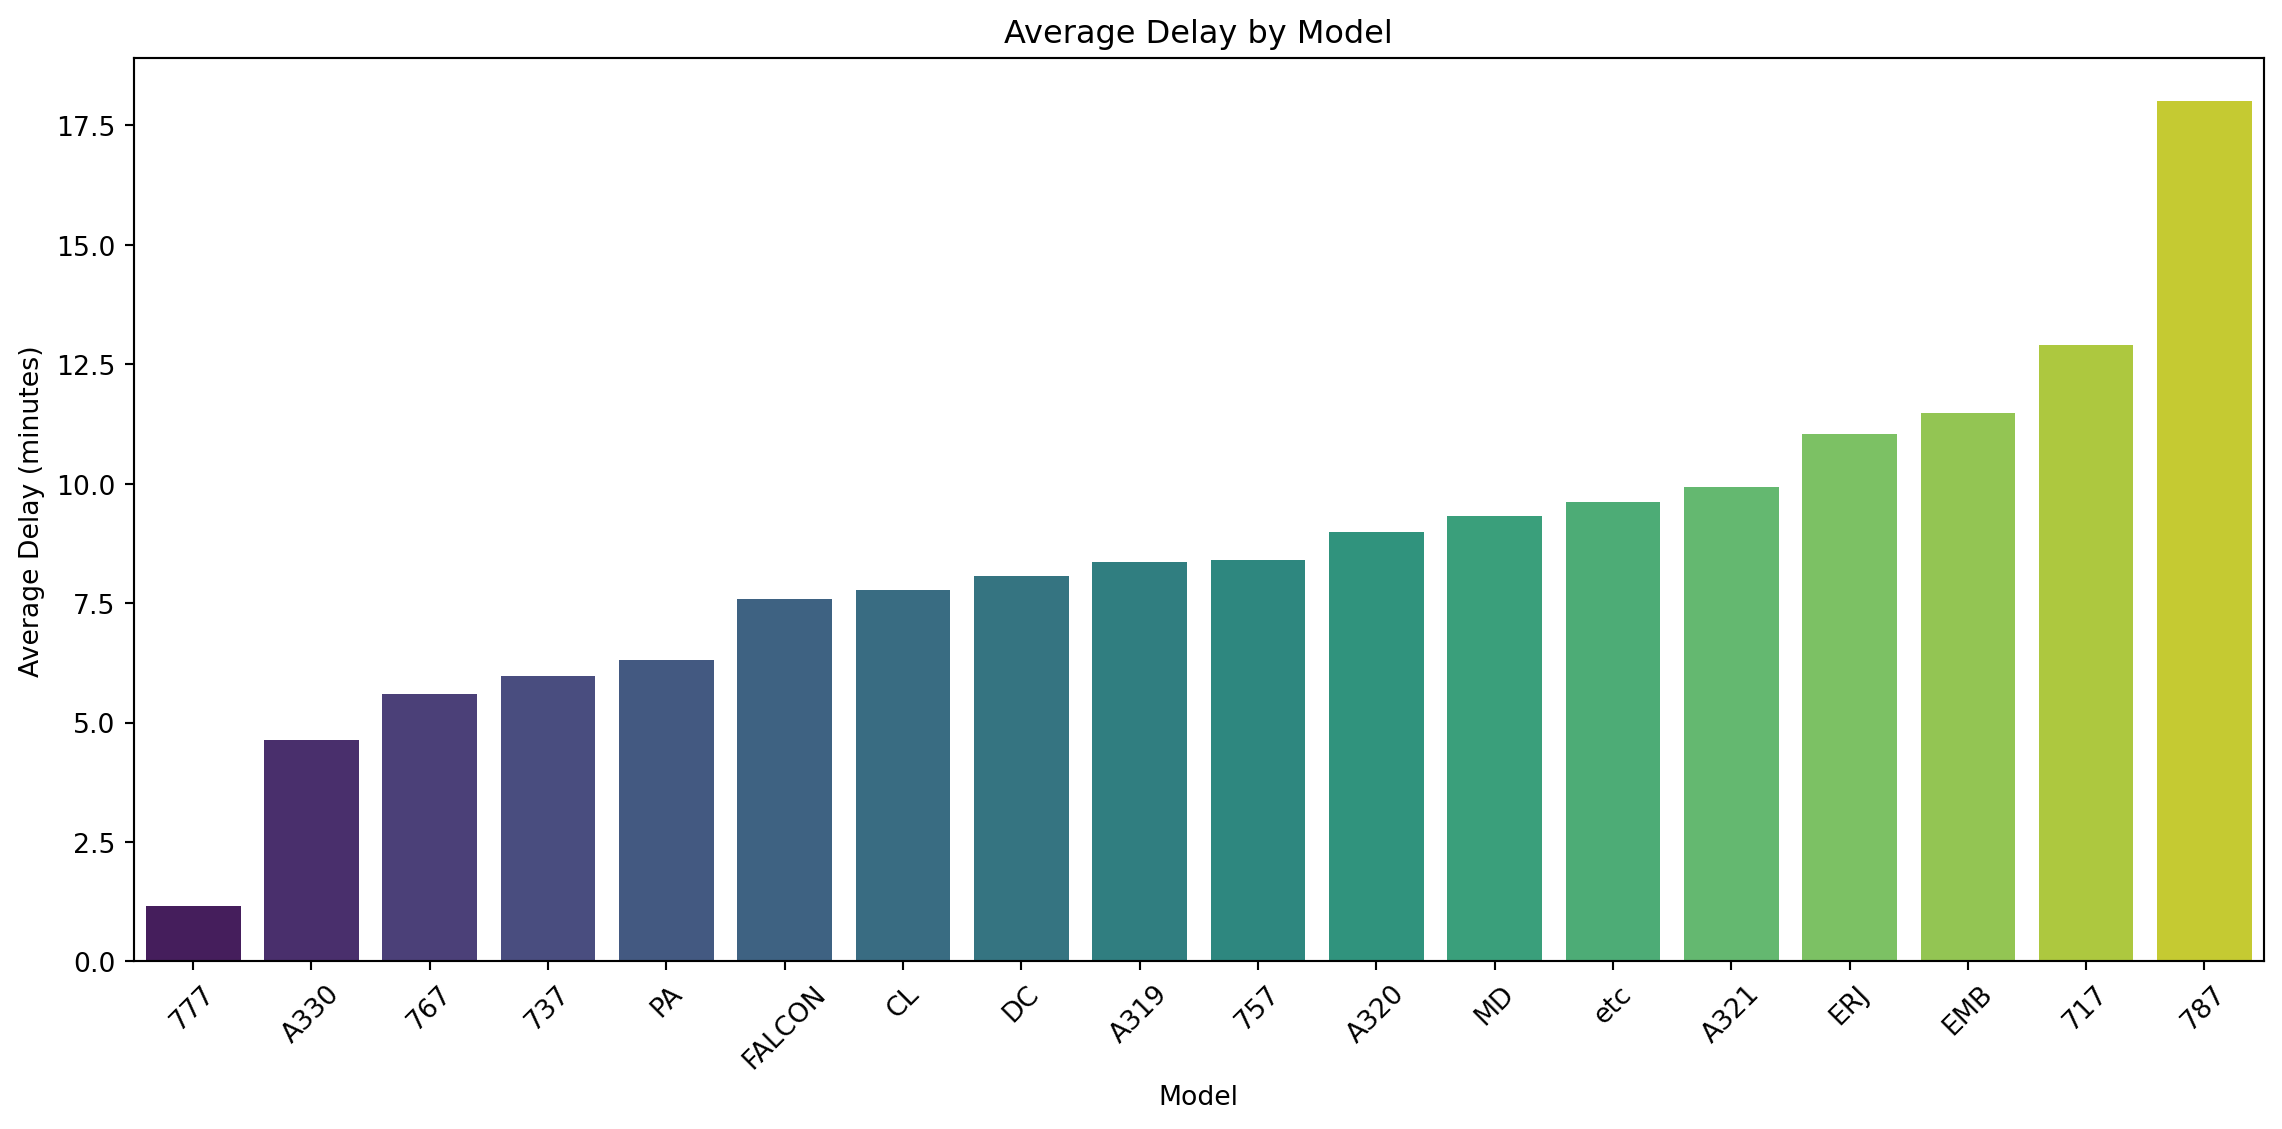 Average Delay by Model
Average Delay (minutes)
17.5
15.0
12.5
10.0
7.5
5.0
2.5
0.0
777
A330
767
737
PA
FALCON
CL
DC
A319
757
A320
MD
etc
A321
ERJ
EMB
717
787
Model